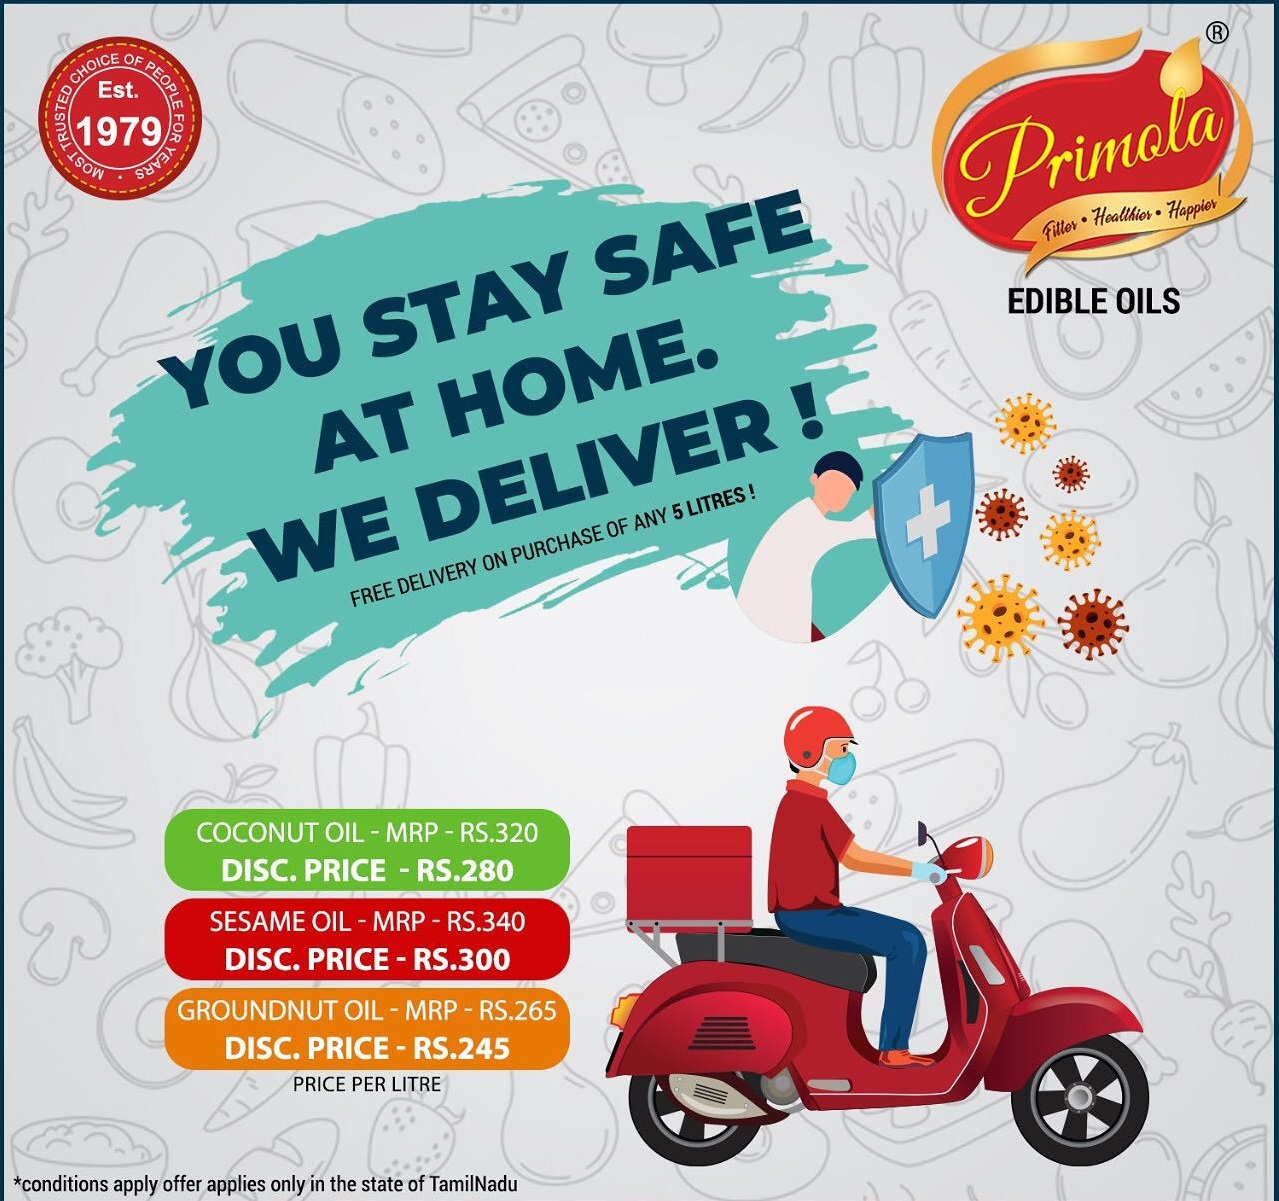 MOST TRUSTED CHOICE OF PEOPLE FOR YEARS
Est.
1979
®
Primola
Fitter • Healthier • Happier
EDIBLE OILS
YOU STAY SAFE
AT HOME.
WE DELIVER !
FREE DELIVERY ON PURCHASE OF ANY 5 LITRES !
COCONUT OIL - MRP - RS.320
DISC. PRICE - RS.280
SESAME OIL - MRP - RS.340
DISC. PRICE - RS.300
GROUNDNUT OIL - MRP - RS.265
DISC. PRICE - RS.245
PRICE PER LITRE
*conditions apply offer applies only in the state of TamilNadu